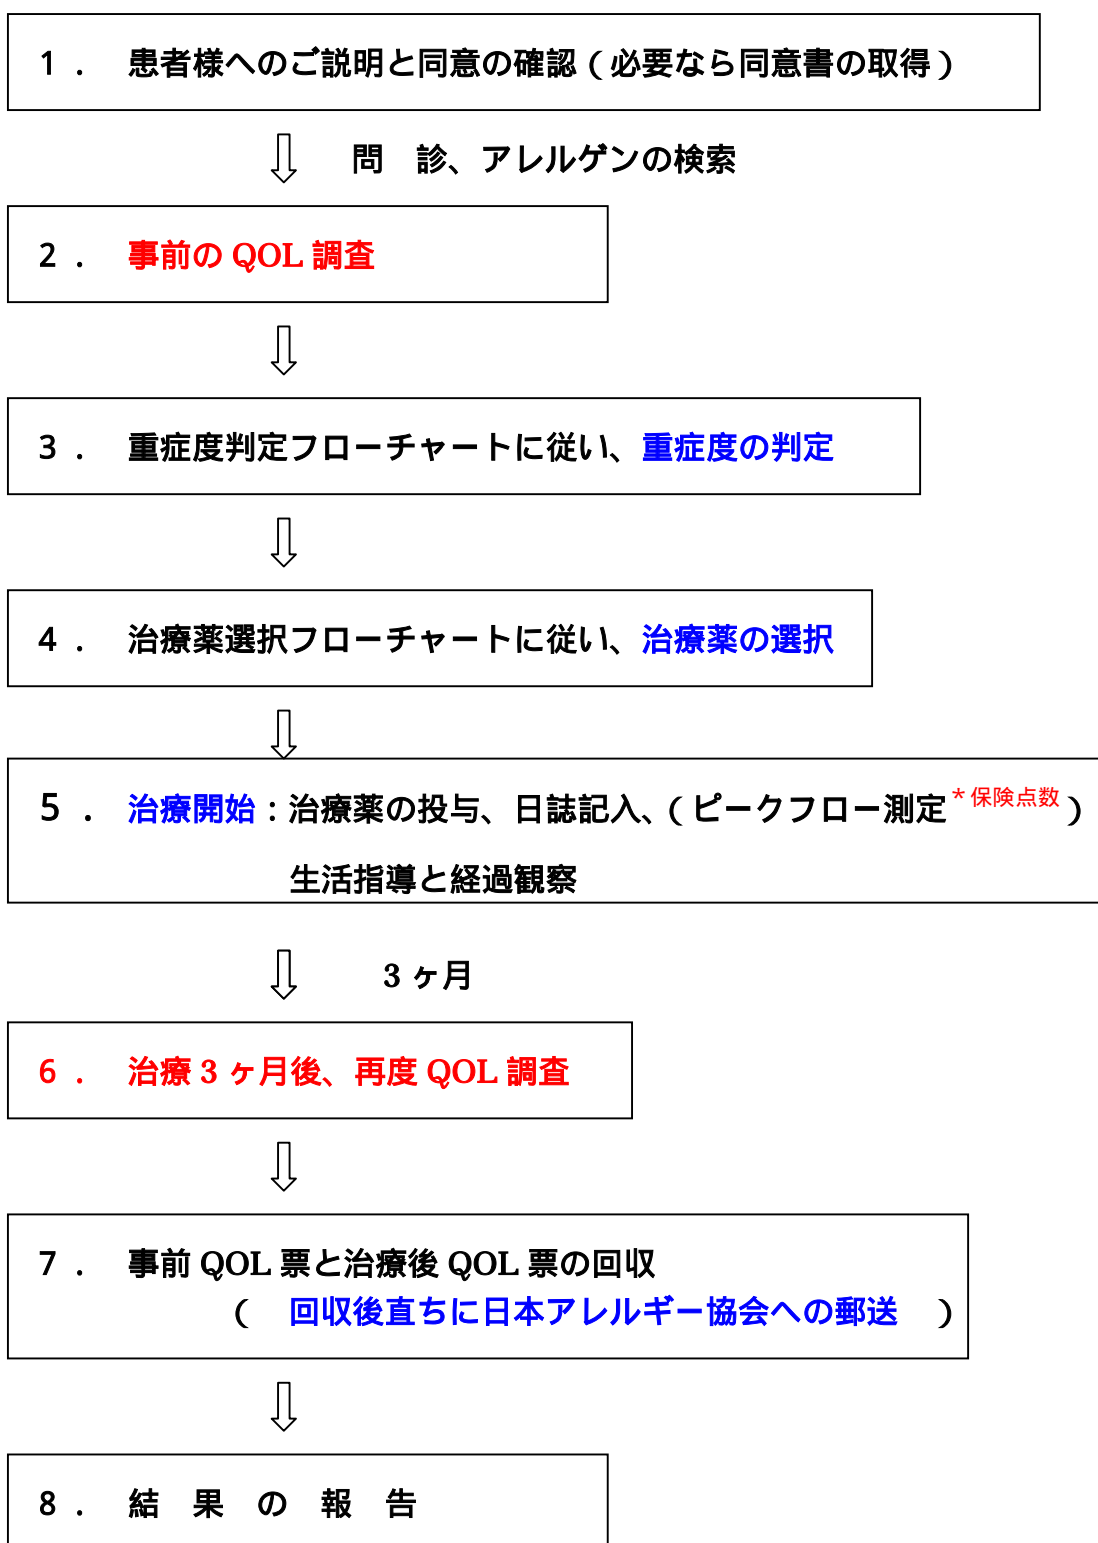 １．　患者様へのご説明と同意の確認（必要なら同意書の取得）
問　診、アレルゲンの検索
２．　事前の QOL 調査
３．　重症度判定フローチャートに従い、重症度の判定
４．　治療薬選択フローチャートに従い、治療薬の選択
５．　治療開始：治療薬の投与、日誌記入、（ピークフロー測定＊保険点数）
生活指導と経過観察
3 ヶ月
６．　治療 3 ヶ月後、再度 QOL 調査
７．　事前 QOL 票と治療後 QOL 票の回収
（　回収後直ちに日本アレルギー協会への郵送　）
８．　結　果　の　報　告